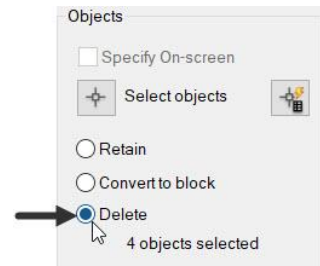 Objects
Specify On-screen
Select objects
Retain
Convert to block
Delete
4 objects selected